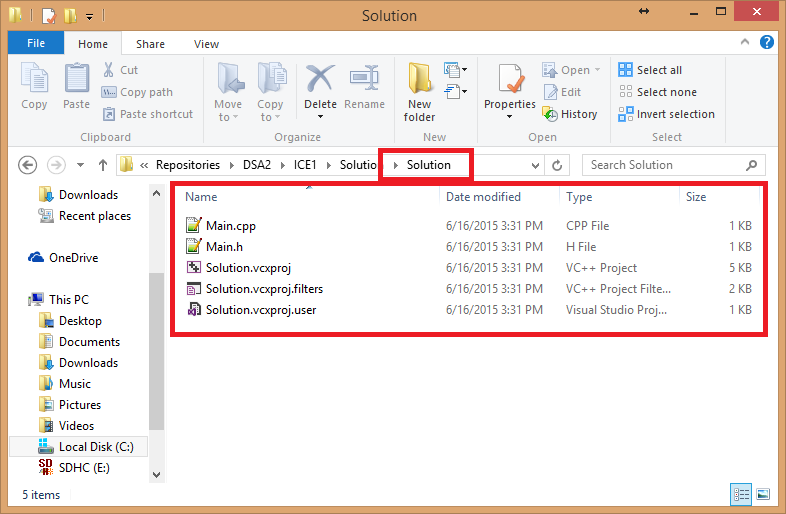 Solution
File Home Share View
Copy
Paste
Cut
Copy path
Paste shortcut
Clipboard
Move to
Copy to
Delete
Rename
Organize
New folder
New
Properties
Open
Edit
History
Open
Select all
Select none
Invert selection
Select
« Repositories DSA2 ICE1 Solution Solution
Search Solution
Downloads
Recent places
OneDrive
This PC
Desktop
Documents
Downloads
Music
Pictures
Videos
Local Disk (C:)
SDHC (E:)
Name Date modified Type Size
Main.cpp 6/16/2015 3:31 PM CPP File 1 KB
Main.h 6/16/2015 3:31 PM H File 1 KB
Solution.vcxproj 6/16/2015 3:31 PM VC++ Project 5 KB
Solution.vcxproj.filters 6/16/2015 3:31 PM VC++ Project Filte... 2 KB
Solution.vcxproj.user 6/16/2015 3:31 PM Visual Studio Proj... 1 KB
5 items